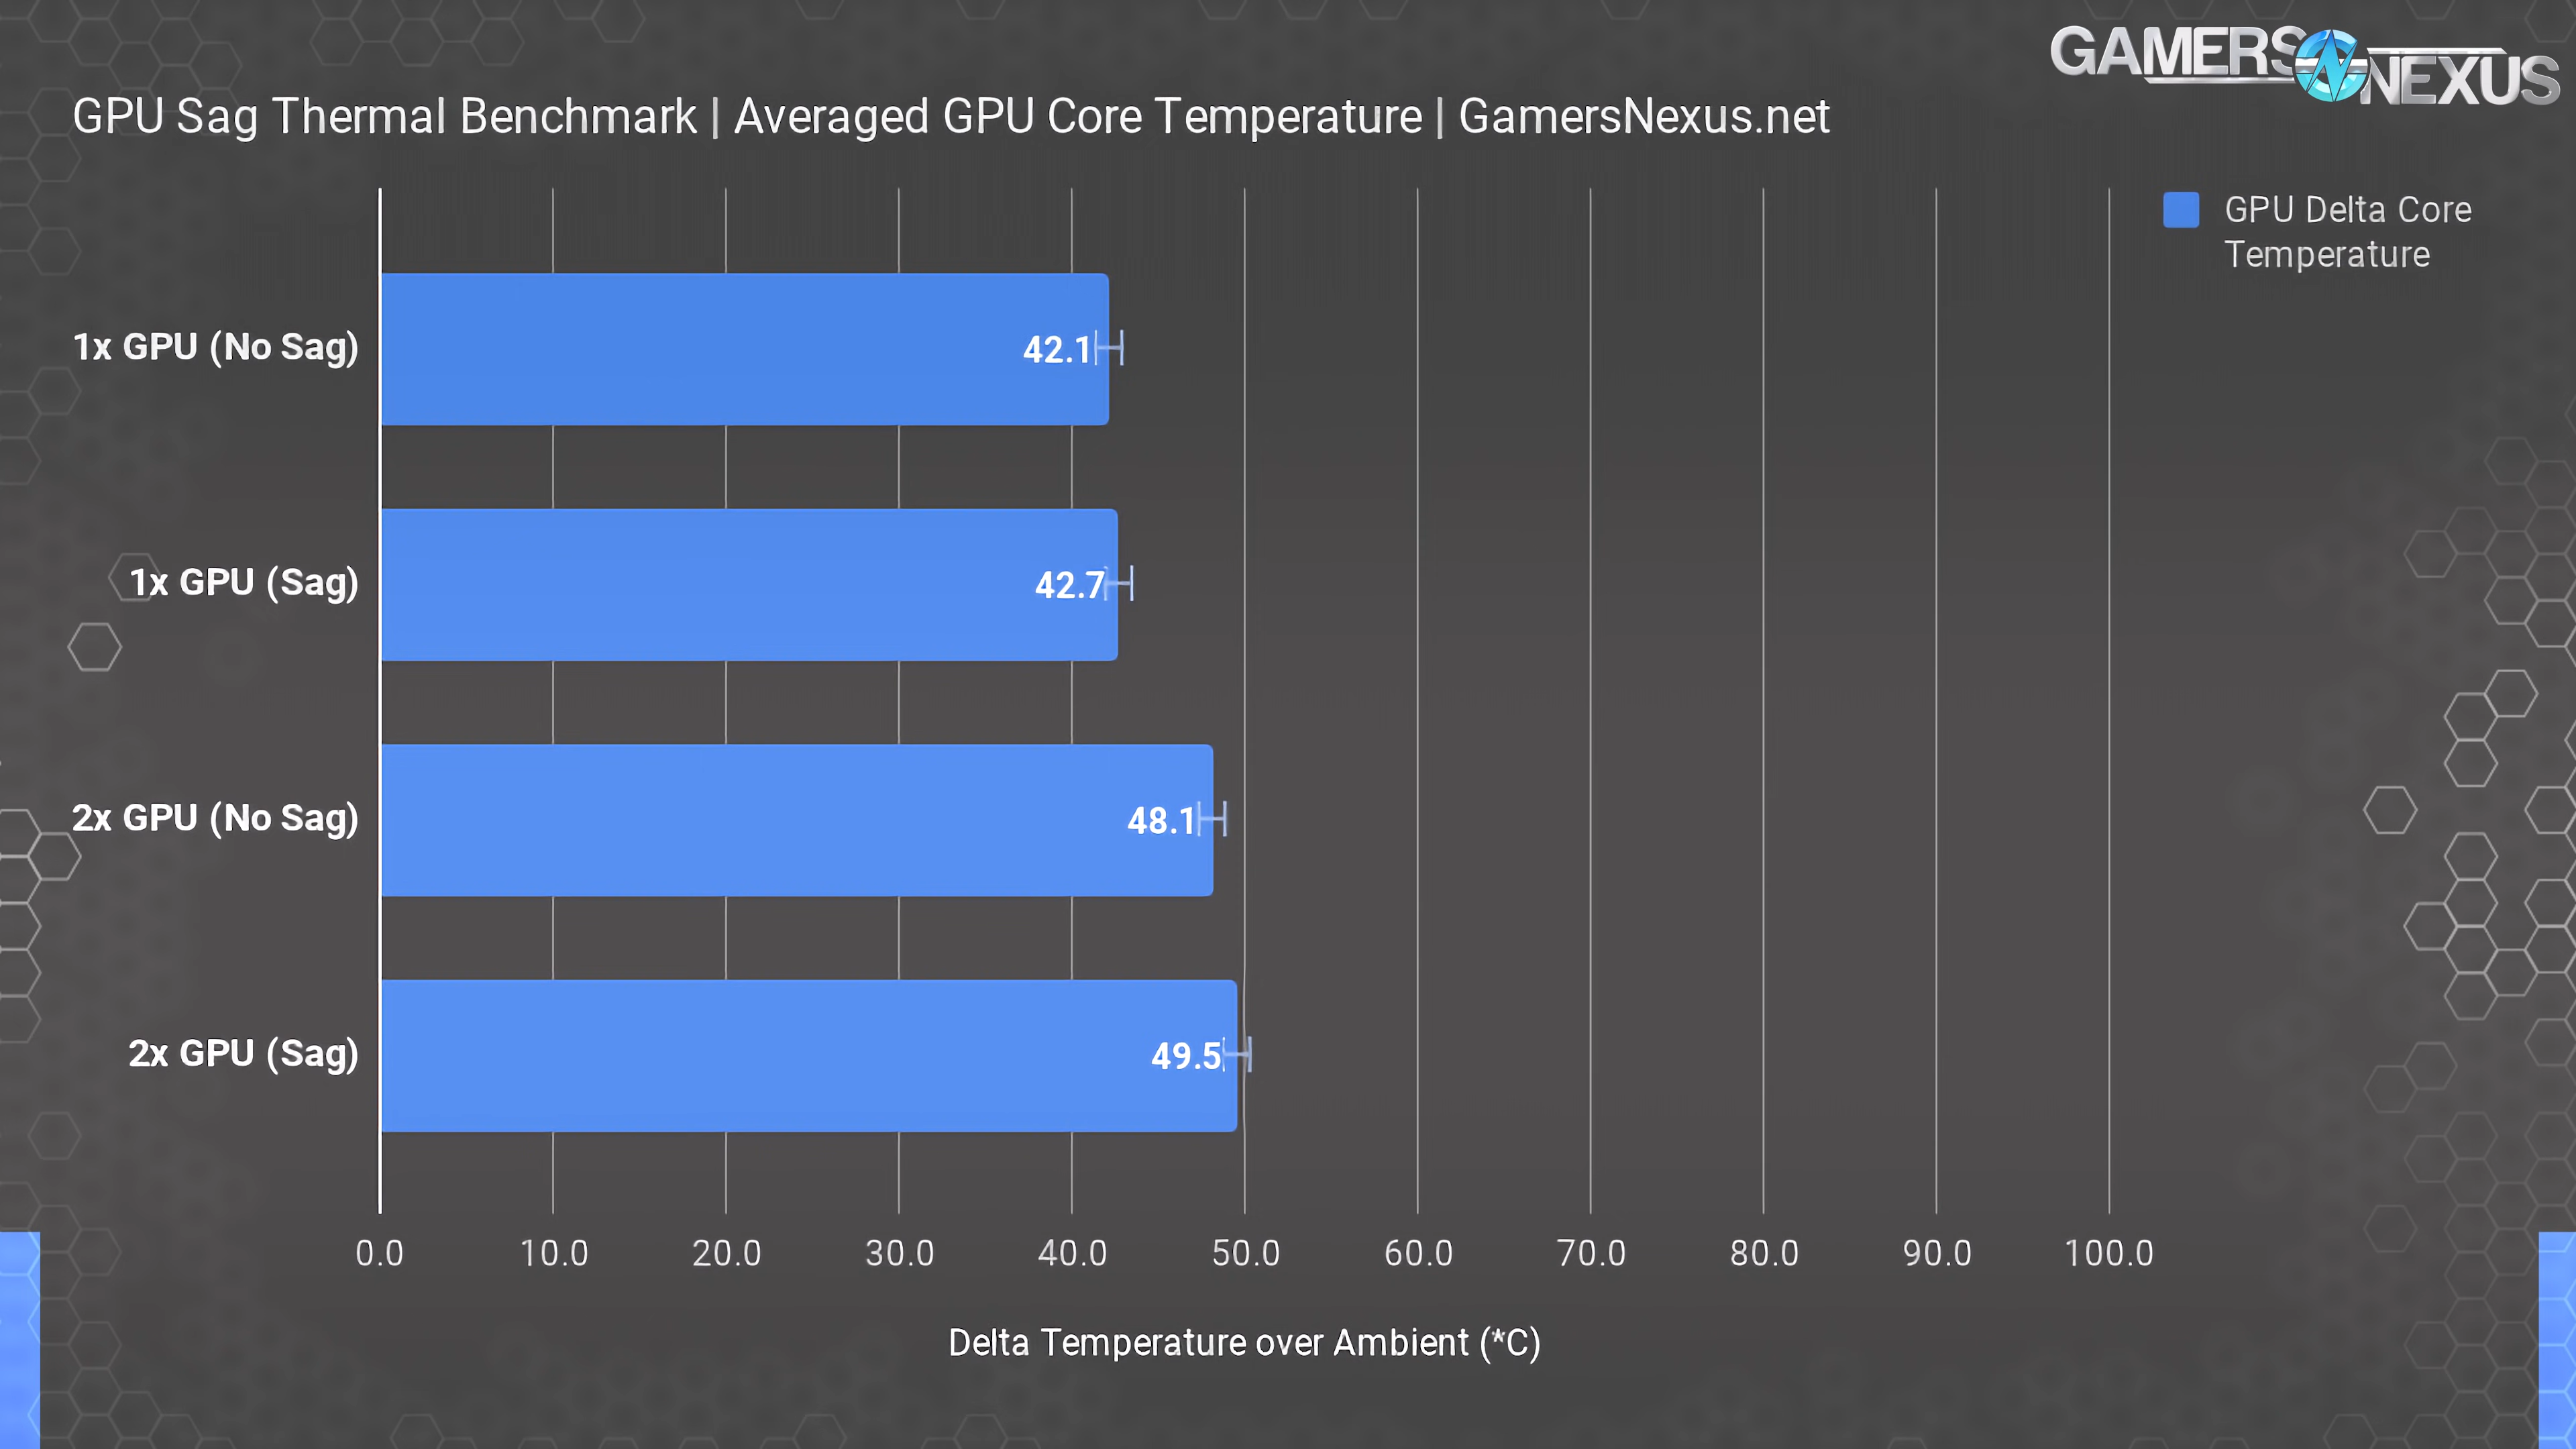 GAMERS NEXUS
GPU Sag Thermal Benchmark | Averaged GPU Core Temperature | GamersNexus.net
GPU Delta Core
Temperature
1x GPU (No Sag)
42.1
1x GPU (Sag)
42.7
2x GPU (No Sag)
48.1
2x GPU (Sag)
49.5
0.0 10.0 20.0 30.0 40.0 50.0 60.0 70.0 80.0 90.0 100.0
Delta Temperature over Ambient (*C)